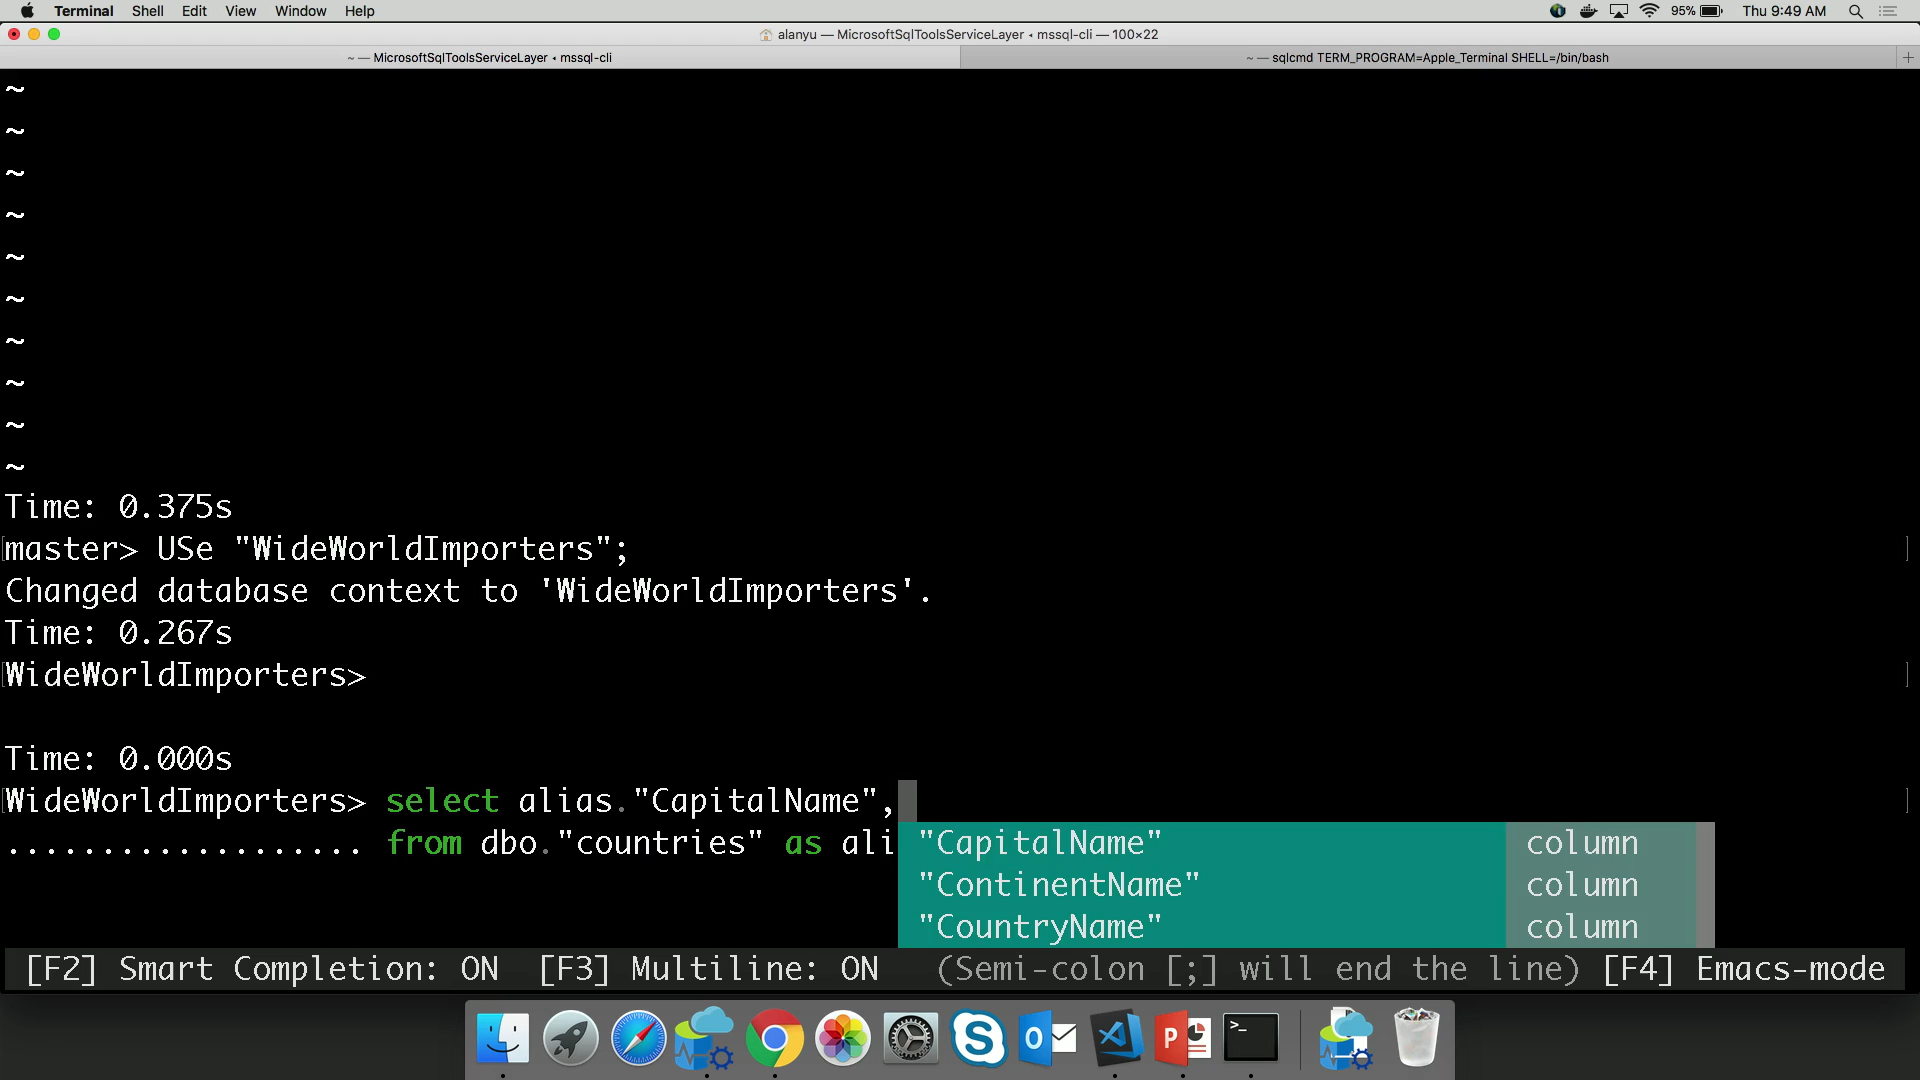 Terminal Shell Edit View Window Help 95% Thu 9:49 AM
alanyu — MicrosoftSqlToolsServiceLayer ◂ mssql-cli — 100×22
~ — MicrosoftSqlToolsServiceLayer ◂ mssql-cli ~ — sqlcmd TERM_PROGRAM=Apple_Terminal SHELL=/bin/bash +
~
~
~
~
~
~
~
~
~
~
Time: 0.375s
[master> USe "WideWorldImporters"; ]
Changed database context to 'WideWorldImporters'.
Time: 0.267s
[WideWorldImporters> ]
Time: 0.000s
[WideWorldImporters> select alias."CapitalName", ]
................... from dbo."countries" as ali "CapitalName" column
"ContinentName" column
"CountryName" column
[F2] Smart Completion: ON [F3] Multiline: ON (Semi-colon [;] will end the line) [F4] Emacs-mode